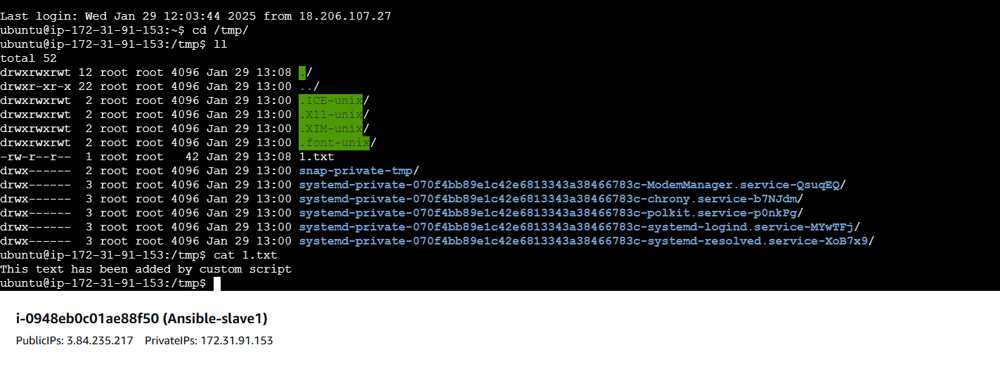 Last login: Wed Jan 29 12:03:44 2025 from 18.206.107.27
ubuntu@ip-172-31-91-153:~$ cd /tmp/
ubuntu@ip-172-31-91-153:/tmp$ ll
total 52
drwxrwxrwt 12 root root 4096 Jan 29 13:08 ./
drwxr-xr-x 22 root root 4096 Jan 29 13:00 ../
drwxrwxrwt  2 root root 4096 Jan 29 13:00 .ICE-unix/
drwxrwxrwt  2 root root 4096 Jan 29 13:00 .X11-unix/
drwxrwxrwt  2 root root 4096 Jan 29 13:00 .XIM-unix/
drwxrwxrwt  2 root root 4096 Jan 29 13:00 .font-unix/
-rw-r--r--  1 root root   42 Jan 29 13:08 1.txt
drwx------  2 root root 4096 Jan 29 13:00 snap-private-tmp/
drwx------  3 root root 4096 Jan 29 13:00 systemd-private-070f4bb89e1c42e6813343a38466783c-ModemManager.service-QsuqEQ/
drwx------  3 root root 4096 Jan 29 13:00 systemd-private-070f4bb89e1c42e6813343a38466783c-chrony.service-b7NJdm/
drwx------  3 root root 4096 Jan 29 13:00 systemd-private-070f4bb89e1c42e6813343a38466783c-polkit.service-p0nkPg/
drwx------  3 root root 4096 Jan 29 13:00 systemd-private-070f4bb89e1c42e6813343a38466783c-systemd-logind.service-MYwTFj/
drwx------  3 root root 4096 Jan 29 13:00 systemd-private-070f4bb89e1c42e6813343a38466783c-systemd-resolved.service-XoB7x9/
ubuntu@ip-172-31-91-153:/tmp$ cat 1.txt
This text has been added by custom script
ubuntu@ip-172-31-91-153:/tmp$
i-0948eb0c01ae88f50 (Ansible-slave1)
PublicIPs: 3.84.235.217 PrivateIPs: 172.31.91.153